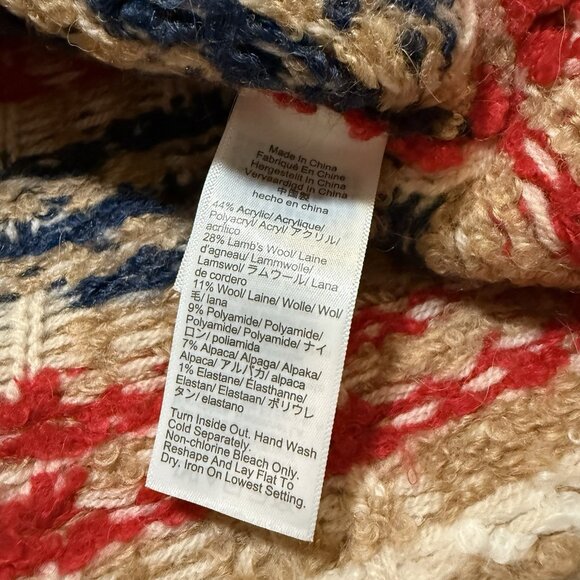 Made In China
Fabriqué En Chine
Hergestellt In China
Vervaardigd In China
中国製
hecho en china
44% Acrylic/ Acrylique/
Polyacryl/ Acryl/ アクリル/
acrílico
28% Lamb's Wool/ Laine
d'agneau/ Lammwolle/
Lamswol/ ラムウール/ Lana
de cordero
11% Wool/ Laine/ Wolle/ Wol/
毛/ lana
9% Polyamide/ Polyamide/
Polyamide/ Polyamide/ ナイ
ロン/ poliamida
7% Alpaca/ Alpaga/ Alpaka/
Alpaca/ アルパカ/ alpaca
1% Elastane/ Élasthanne/
Elastan/ Elastaan/ ポリウレ
タン/ elastano
Turn Inside Out. Hand Wash
Cold Separately.
Non-chlorine Bleach Only.
Reshape And Lay Flat To
Dry. Iron On Lowest Setting.